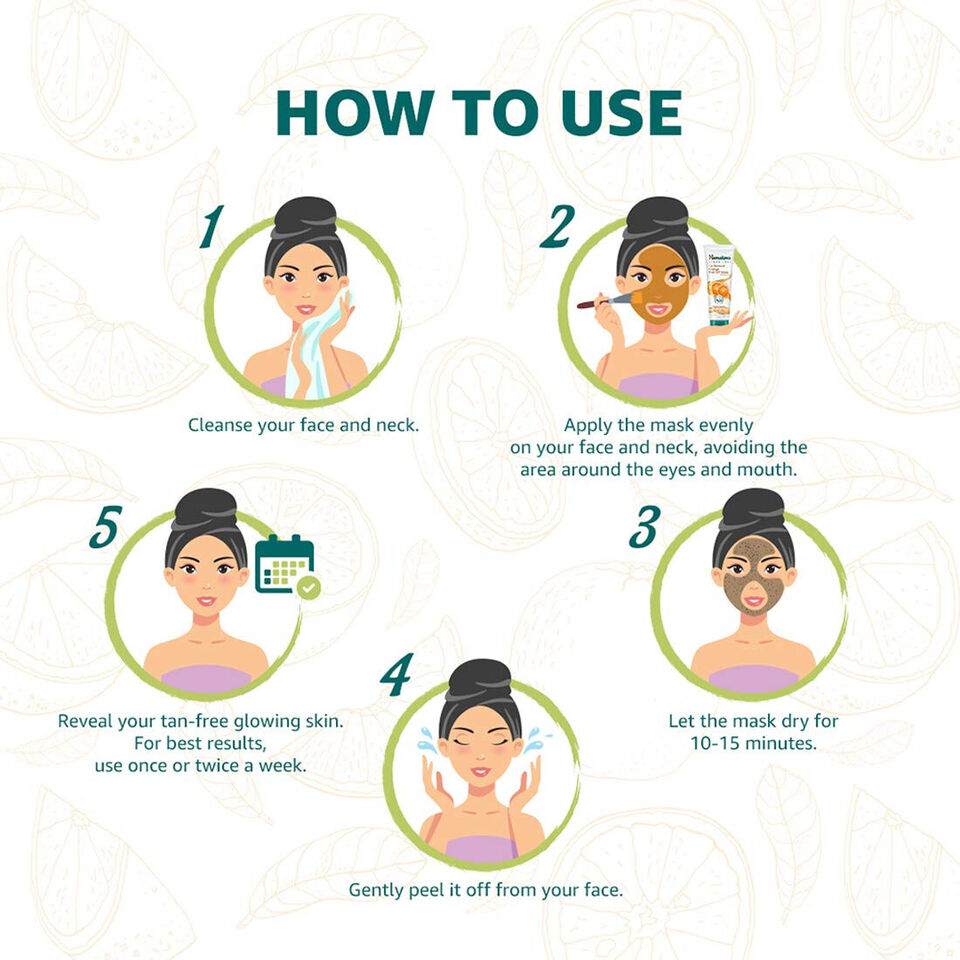 HOW TO USE
1
Cleanse your face and neck.
2
Himalaya
Apply the mask evenly
on your face and neck, avoiding the
area around the eyes and mouth.
3
Let the mask dry for
10-15 minutes.
4
Gently peel it off from your face.
5
Reveal your tan-free glowing skin.
For best results,
use once or twice a week.